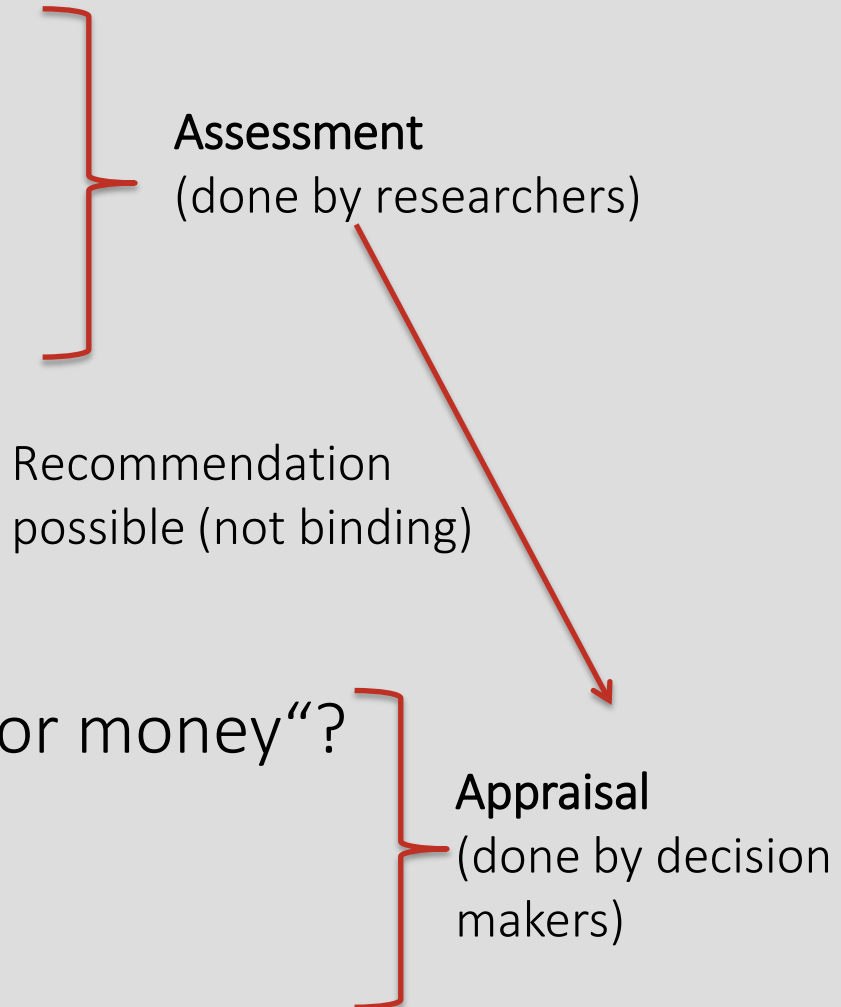 Assessment
(done by researchers)
Recommendation
possible (not binding)
or money“?
Appraisal
(done by decision
makers)